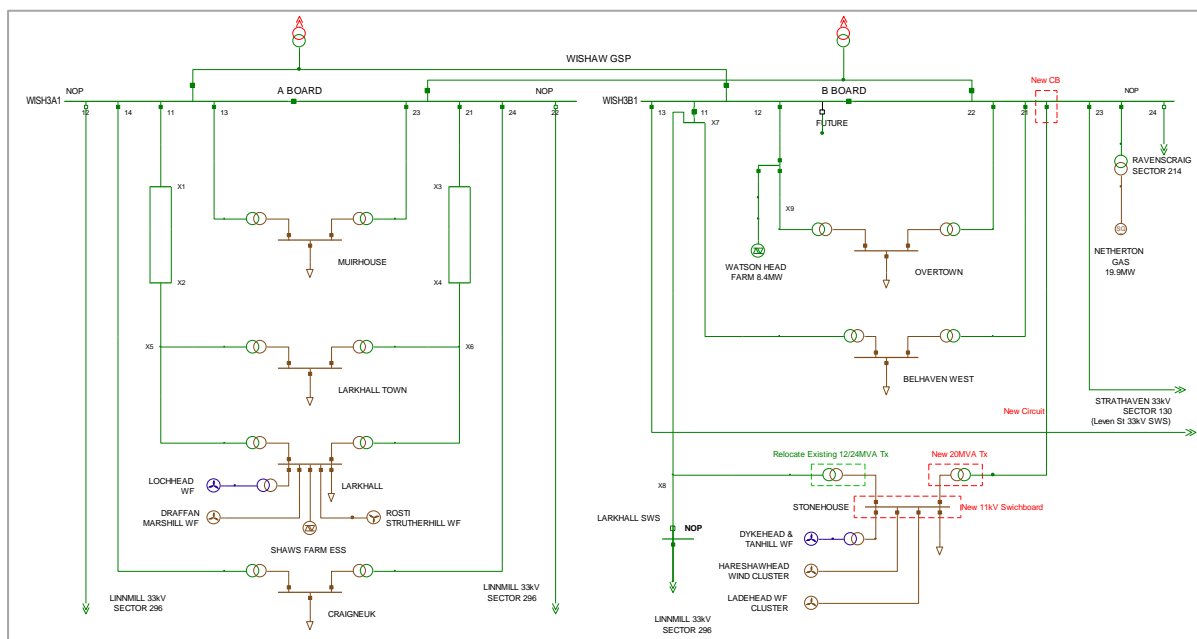 WISHAW GSP
WISH3A1
NOP
A BOARD
NOP
12
14
11
13
23
21
24
22
X1
X3
MUIRHOUSE
X2
X4
X5
X6
LARKHALL TOWN
LOCHHEAD
WF
LARKHALL
DRAFFAN
MARSHILL WF
ROSTI
STRUTHERHILL WF
SHAWS FARM ESS
LINNMILL 33kV
SECTOR 296
CRAIGNEUK
LINNMILL 33kV
SECTOR 296
New CB
WISH3B1
B BOARD
NOP
13
11
X7
12
FUTURE
22
21
23
24
RAVENSCRAIG
SECTOR 214
X9
SG
WATSON HEAD
FARM 8.4MW
OVERTOWN
NETHERTON
GAS
19.9MW
BELHAVEN WEST
STRATHAVEN 33kV
SECTOR 130
(Leven St 33kV SWS)
New Circuit
Relocate Existing 12/24MVA Tx
New 20MVA Tx
X8
STONEHOUSE
New 11kV Swichboard
LARKHALL SWS
NOP
DYKEHEAD &
TANHILL WF
HARESHAWHEAD
WIND CLUSTER
LADEHEAD WF
CLUSTER
LINNMILL 33kV
SECTOR 296